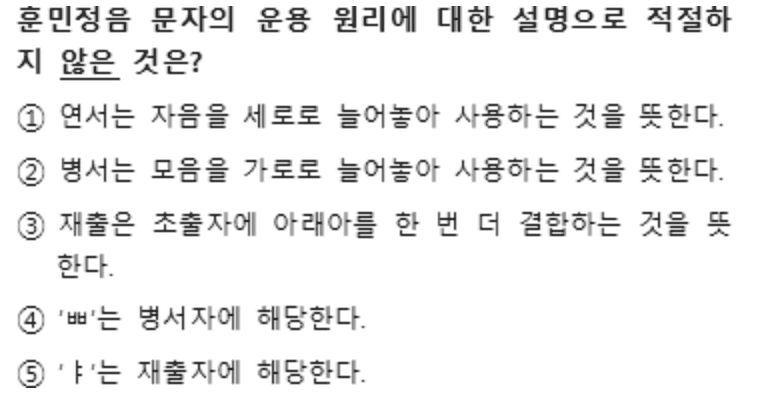 훈민정음 문자의 운용 원리에 대한 설명으로 적절하
지 않은 것은?
① 연서는 자음을 세로로 늘어놓아 사용하는 것을 뜻한다.
② 병서는 모음을 가로로 늘어놓아 사용하는 것을 뜻한다.
③ 재출은 초출자에 아래아를 한 번 더 결합하는 것을 뜻
한다.
④ ‘ㅃ’는 병서자에 해당한다.
⑤ ‘ㅑ’는 재출자에 해당한다.